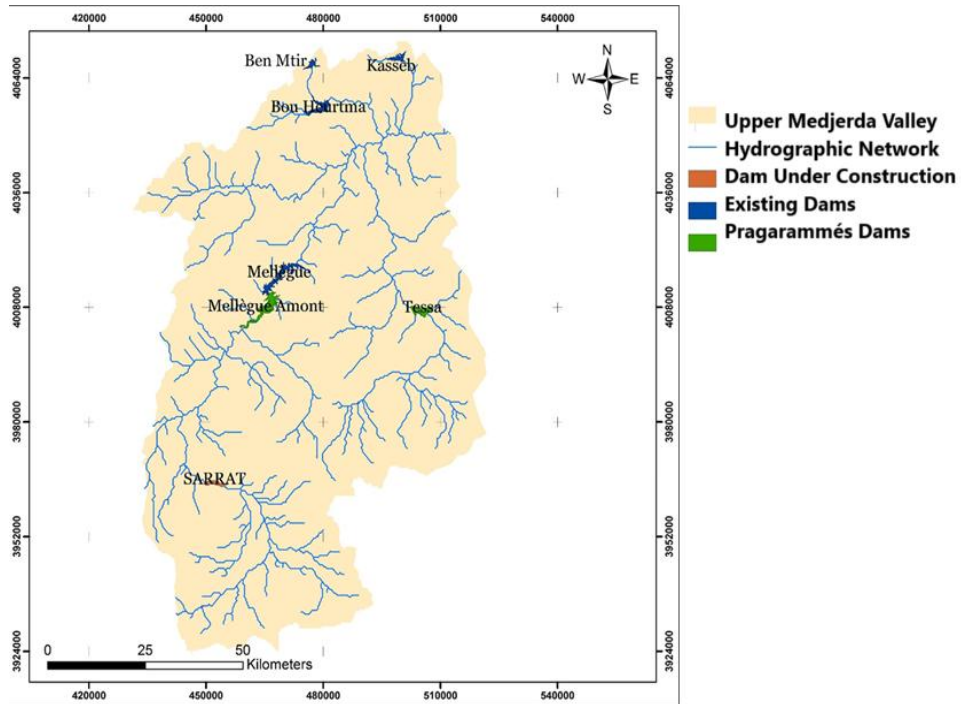 420000 450000 480000 510000 540000
Ben Mtir
Kasseb
N
W E
S
4064000 4064000
Bou Heurtma
4036000 4036000
Mellègue
Mellègue Amont
Tessa
4008000 4008000
3980000 3980000
SARRAT
3952000 3952000
3924000 3924000
0 25 50
Kilometers
420000 450000 480000 510000 540000
Upper Medjerda Valley
Hydrographic Network
Dam Under Construction
Existing Dams
Pragarammés Dams